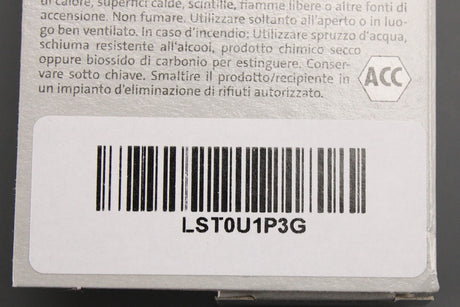 di calore, superfici calde, scintille, fiamme libere o altre fonti di
accensione. Non fumare. Utilizzare soltanto all'aperto o in luo-
go ben ventilato. In caso d'incendio: Utilizzare spruzzo d'acqua,
schiuma resistente all'alcool, prodotto chimico secco
oppure biossido di carbonio per estinguere. Conser-
vare sotto chiave. Smaltire il prodotto/recipiente in
un impianto d'eliminazione di rifiuti autorizzato.
ACC
LST0U1P3G